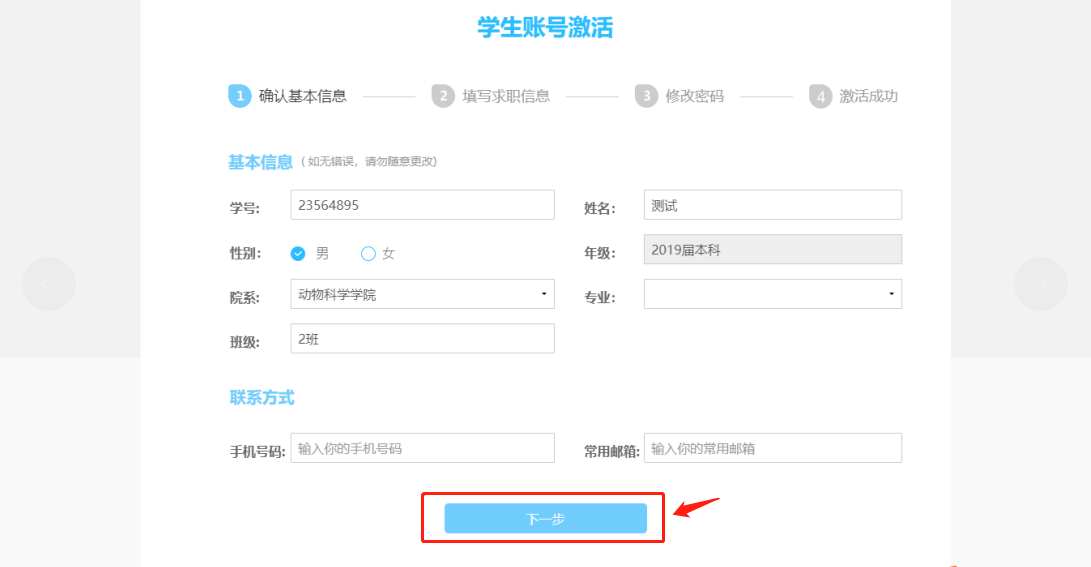 学生账号激活
1 确认基本信息 2 填写求职信息 3 修改密码 4 激活成功
基本信息 (如无错误，请勿随意更改)
学号: 23564895 姓名: 测试
性别: 男 女 年级: 2019届本科
院系: 动物科学学院 专业:
班级: 2班
联系方式
手机号码: 输入你的手机号码 常用邮箱: 输入你的常用邮箱
下一步